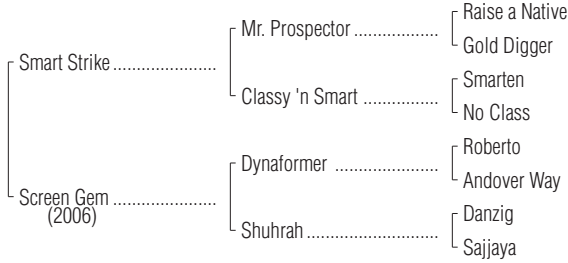 Raise a Native
Mr. Prospector ..................
Gold Digger
Smart Strike ......................
Smarten
Classy 'n Smart ................
No Class
Roberto
Dynaformer ......................
Andover Way
Screen Gem ......................
(2006)
Danzig
Shuhrah ............................
Sajjaya